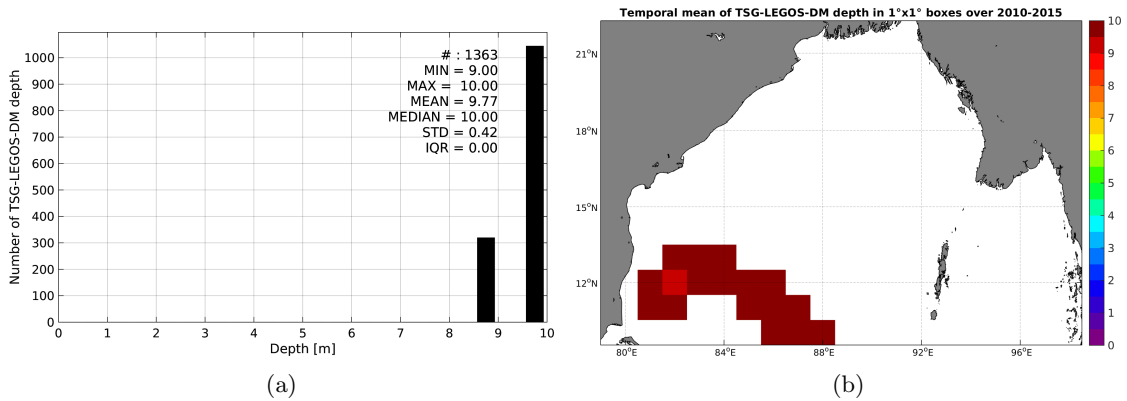 Number of TSG-LEGOS-DM depth
1000
900
800
700
600
500
400
300
200
100
0
# : 1363
MIN = 9.00
MAX = 10.00
MEAN = 9.77
MEDIAN = 10.00
STD = 0.42
IQR = 0.00
0 1 2 3 4 5 6 7 8 9 10
Depth [m]
(a)
Temporal mean of TSG-LEGOS-DM depth in 1°x1° boxes over 2010-2015
21°N
18°N
15°N
12°N
80°E 84°E 88°E 92°E 96°E
10
9
8
7
6
5
4
3
2
1
0
(b)